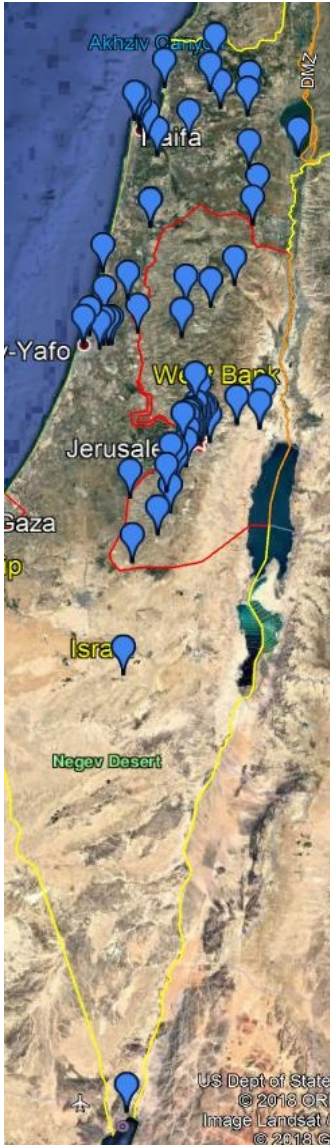 Akhziv Canyo
DMZ
Haifa
v-Yafo
West Bank
Jerusale
Gaza
ip
Isra
Negev Desert
US Dept of State
© 2018 OR
Image Landsat /
© 2018 G